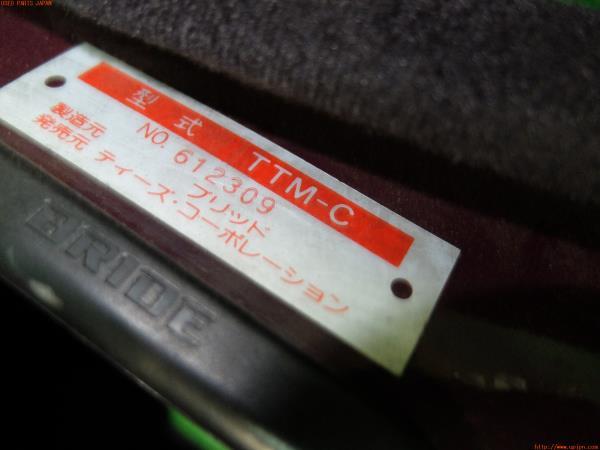 USED PARTS JAPAN
型式 TTM-C
NO. 612309
製造元 ブリッド
発売元 ティーズ・コーポレーション
BRIDE
http://www.upjpn.com